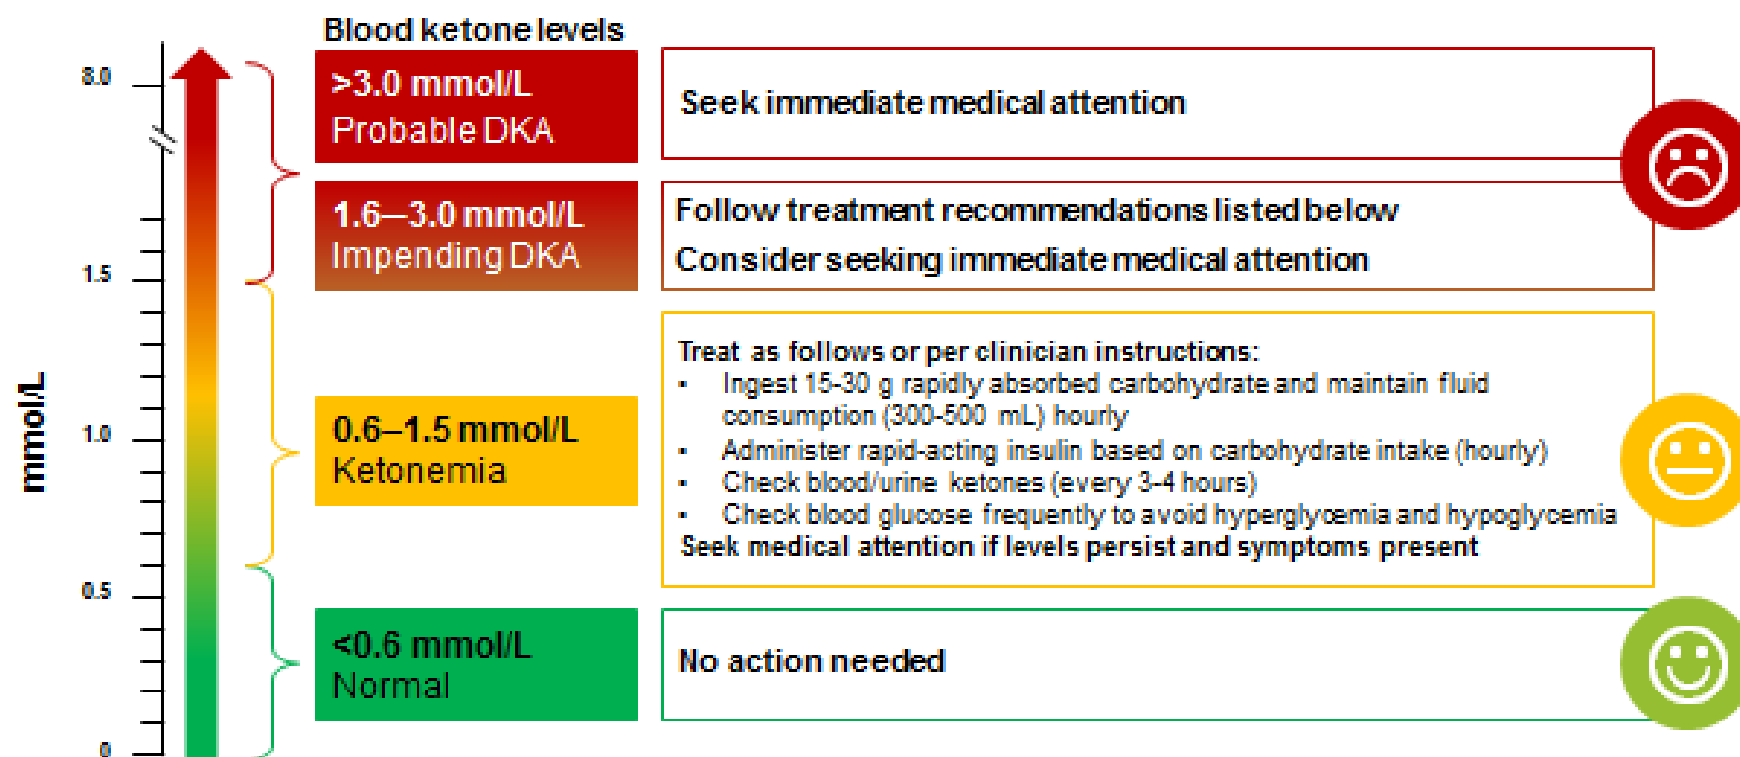 Blood ketone levels
8.0
>3.0 mmol/L
Probable DKA
Seek immediate medical attention
1.6–3.0 mmol/L
Impending DKA
Follow treatment recommendations listed below
Consider seeking immediate medical attention
1.5
mmol/L
1.0
0.6–1.5 mmol/L
Ketonemia
Treat as follows or per clinician instructions:
▪ Ingest 15-30 g rapidly absorbed carbohydrate and maintain fluid
consumption (300-500 mL) hourly
▪ Administer rapid-acting insulin based on carbohydrate intake (hourly)
▪ Check blood/urine ketones (every 3-4 hours)
▪ Check blood glucose frequently to avoid hyperglycemia and hypoglycemia
Seek medical attention if levels persist and symptoms present
0.5
<0.6 mmol/L
Normal
No action needed
0